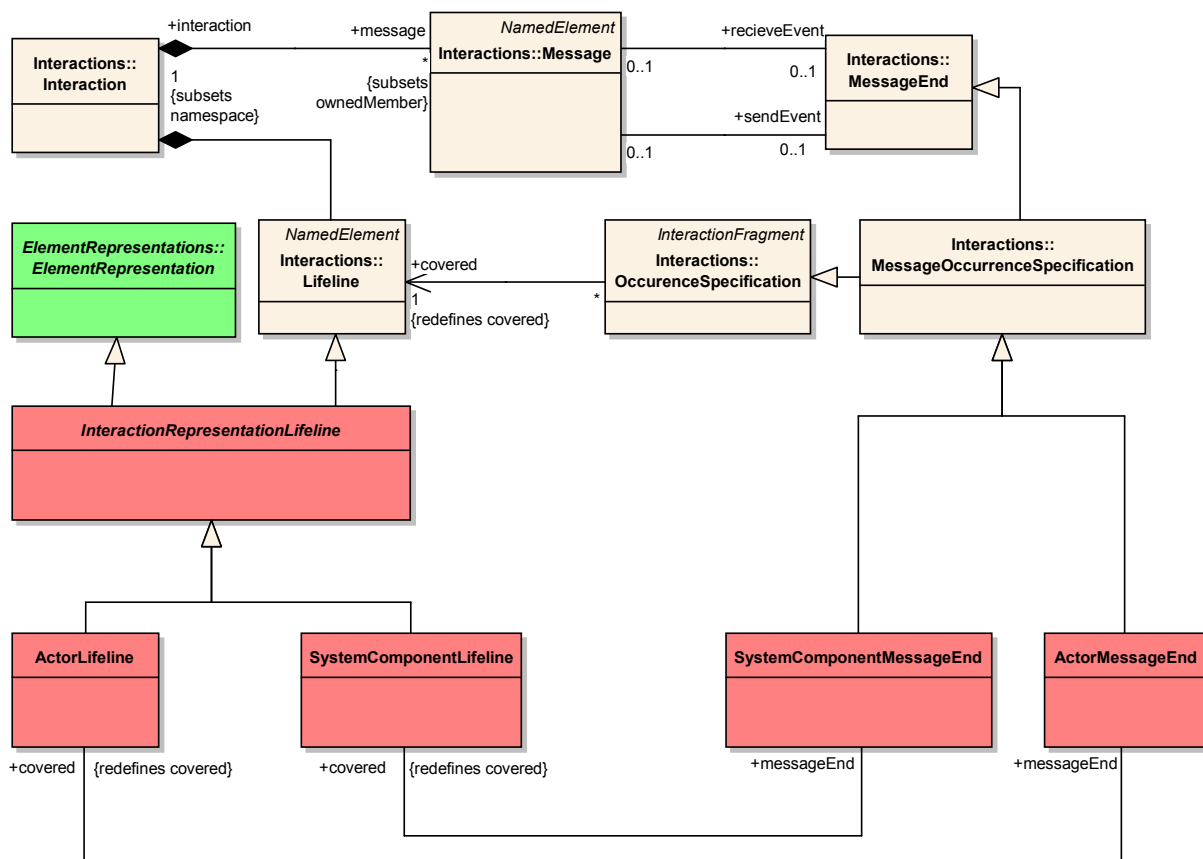 +interaction
+message
NamedElement
Interactions::Message
+recieveEvent
Interactions::
Interaction
Interactions::
MessageEnd
1
{subsets
namespace}
*
{subsets
ownedMember}
0..1
0..1
+sendEvent
0..1
0..1
ElementRepresentations::
ElementRepresentation
NamedElement
Interactions::
Lifeline
+covered
1
{redefines covered}
*
InteractionFragment
Interactions::
OccurenceSpecification
Interactions::
MessageOccurrenceSpecification
InteractionRepresentationLifeline
ActorLifeline
SystemComponentLifeline
SystemComponentMessageEnd
ActorMessageEnd
+covered
{redefines covered}
+covered
{redefines covered}
+messageEnd
+messageEnd